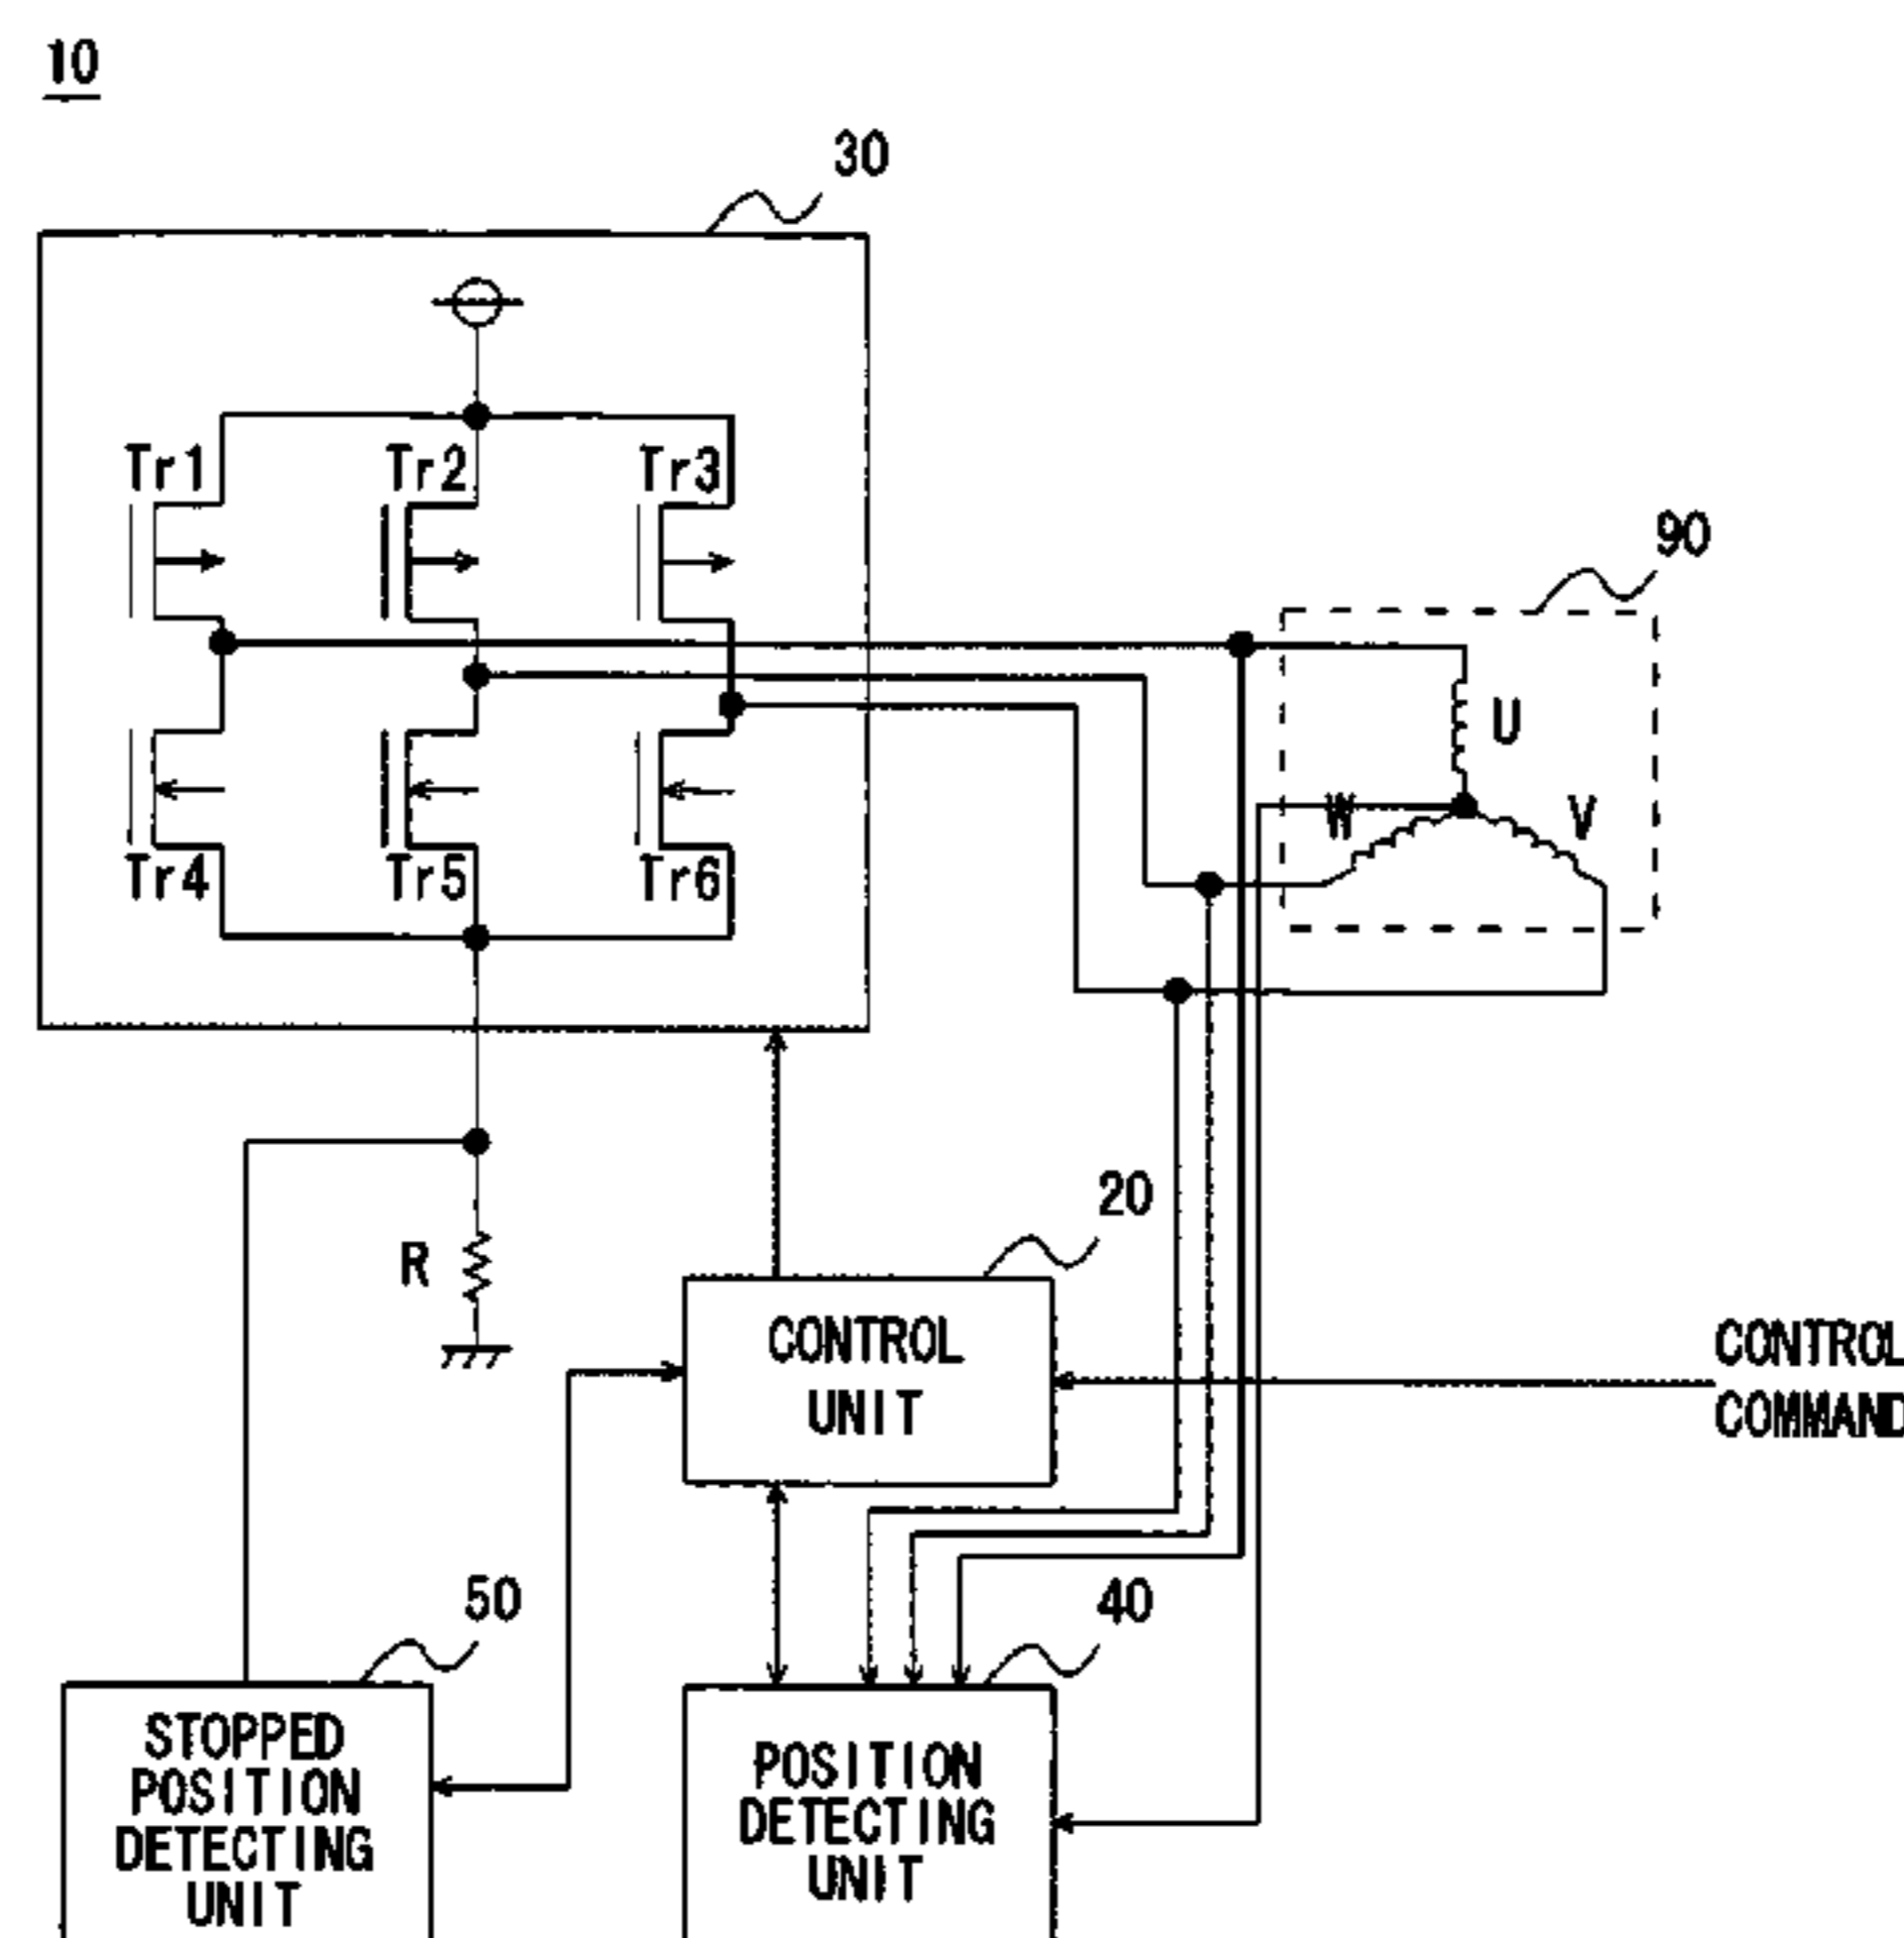 10
30
Tr1 Tr2 Tr3
90
U
W V
Tr4 Tr5 Tr6
20
R
CONTROL
UNIT
CONTROL
COMMAND
50
40
STOPPED
POSITION
DETECTING
UNIT
POSITION
DETECTING
UNIT